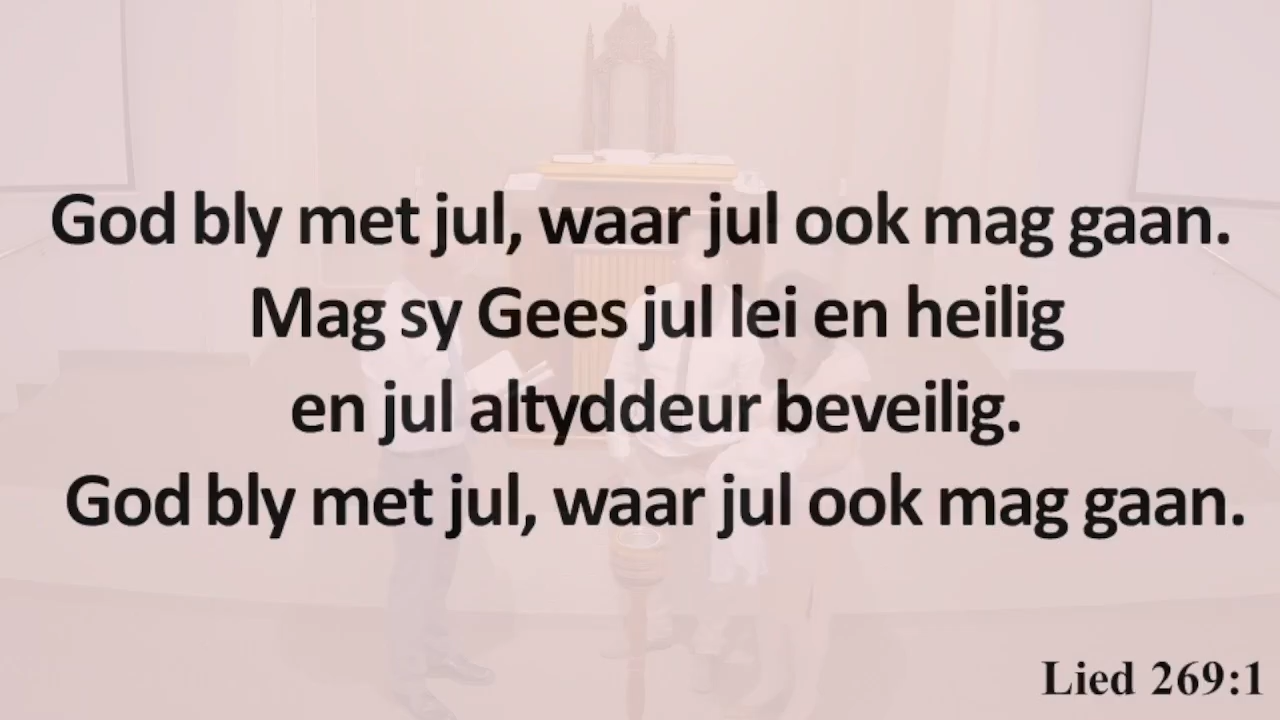 God bly met jul, waar jul ook mag gaan.
Mag sy Gees jul lei en heilig
en jul altyddeur beveilig.
God bly met jul, waar jul ook mag gaan.
Lied 269:1